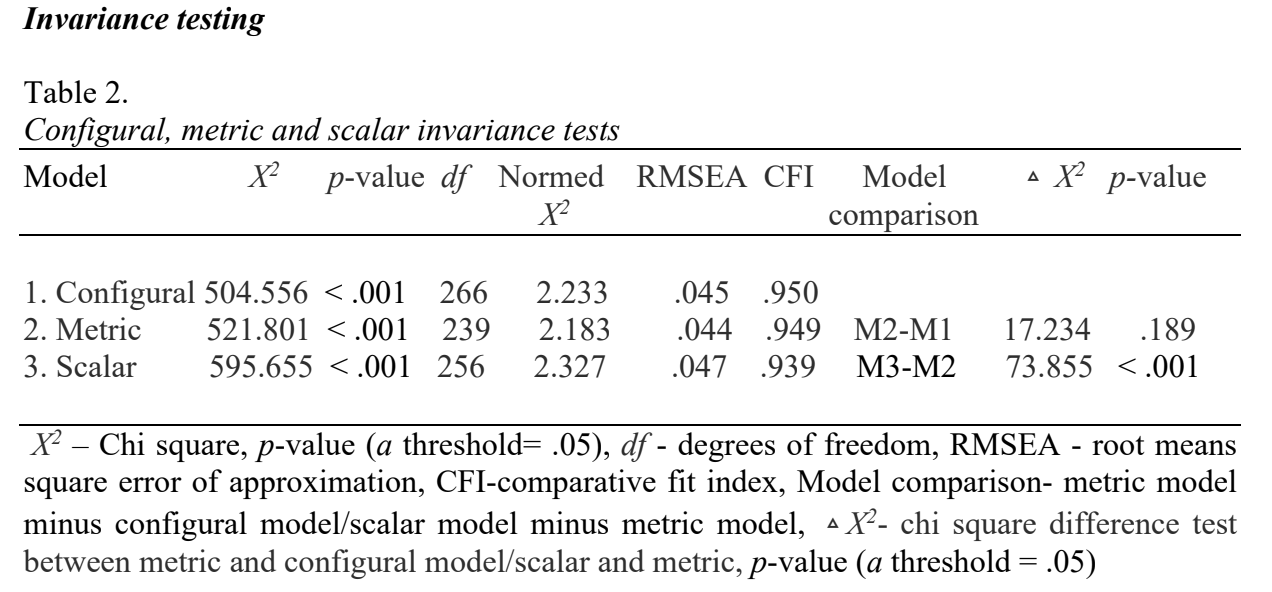 Invariance testing
Table 2.
Configural, metric and scalar invariance tests
Model X² p-value df Normed X² RMSEA CFI Model comparison ▵ X² p-value
1. Configural 504.556 < .001 266 2.233 .045 .950
2. Metric 521.801 < .001 239 2.183 .044 .949 M2-M1 17.234 .189
3. Scalar 595.655 < .001 256 2.327 .047 .939 M3-M2 73.855 < .001
X² – Chi square, p-value (a threshold= .05), df - degrees of freedom, RMSEA - root means
square error of approximation, CFI-comparative fit index, Model comparison- metric model
minus configural model/scalar model minus metric model, ▵ X²- chi square difference test
between metric and configural model/scalar and metric, p-value (a threshold = .05)